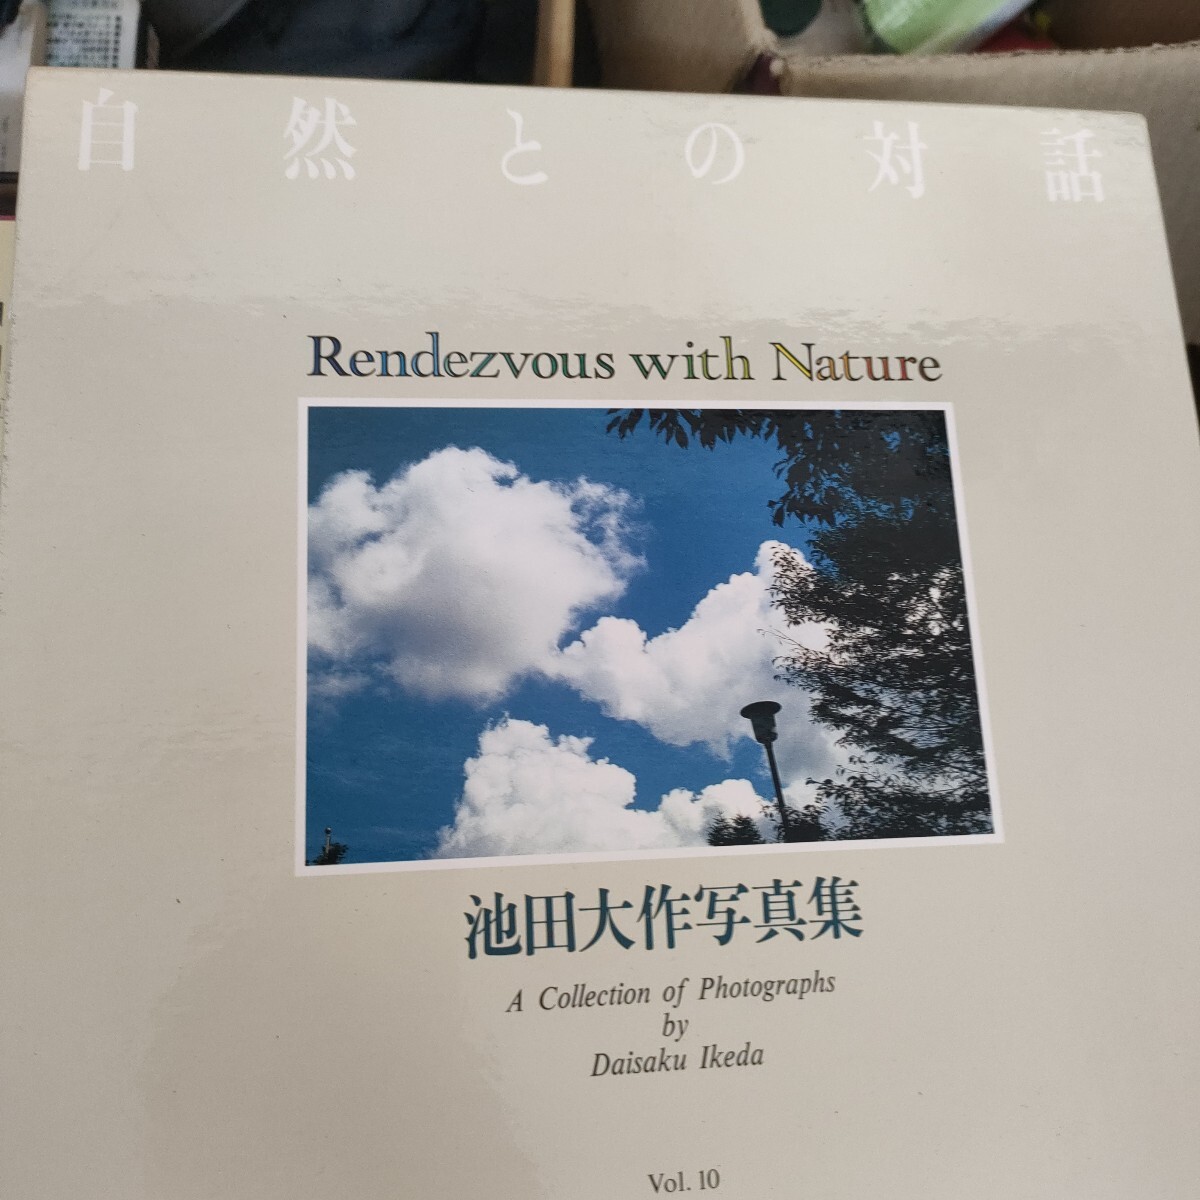 自然との対話
Rendezvous with Nature
池田大作写真集
A Collection of Photographs
by
Daisaku Ikeda
Vol. 10